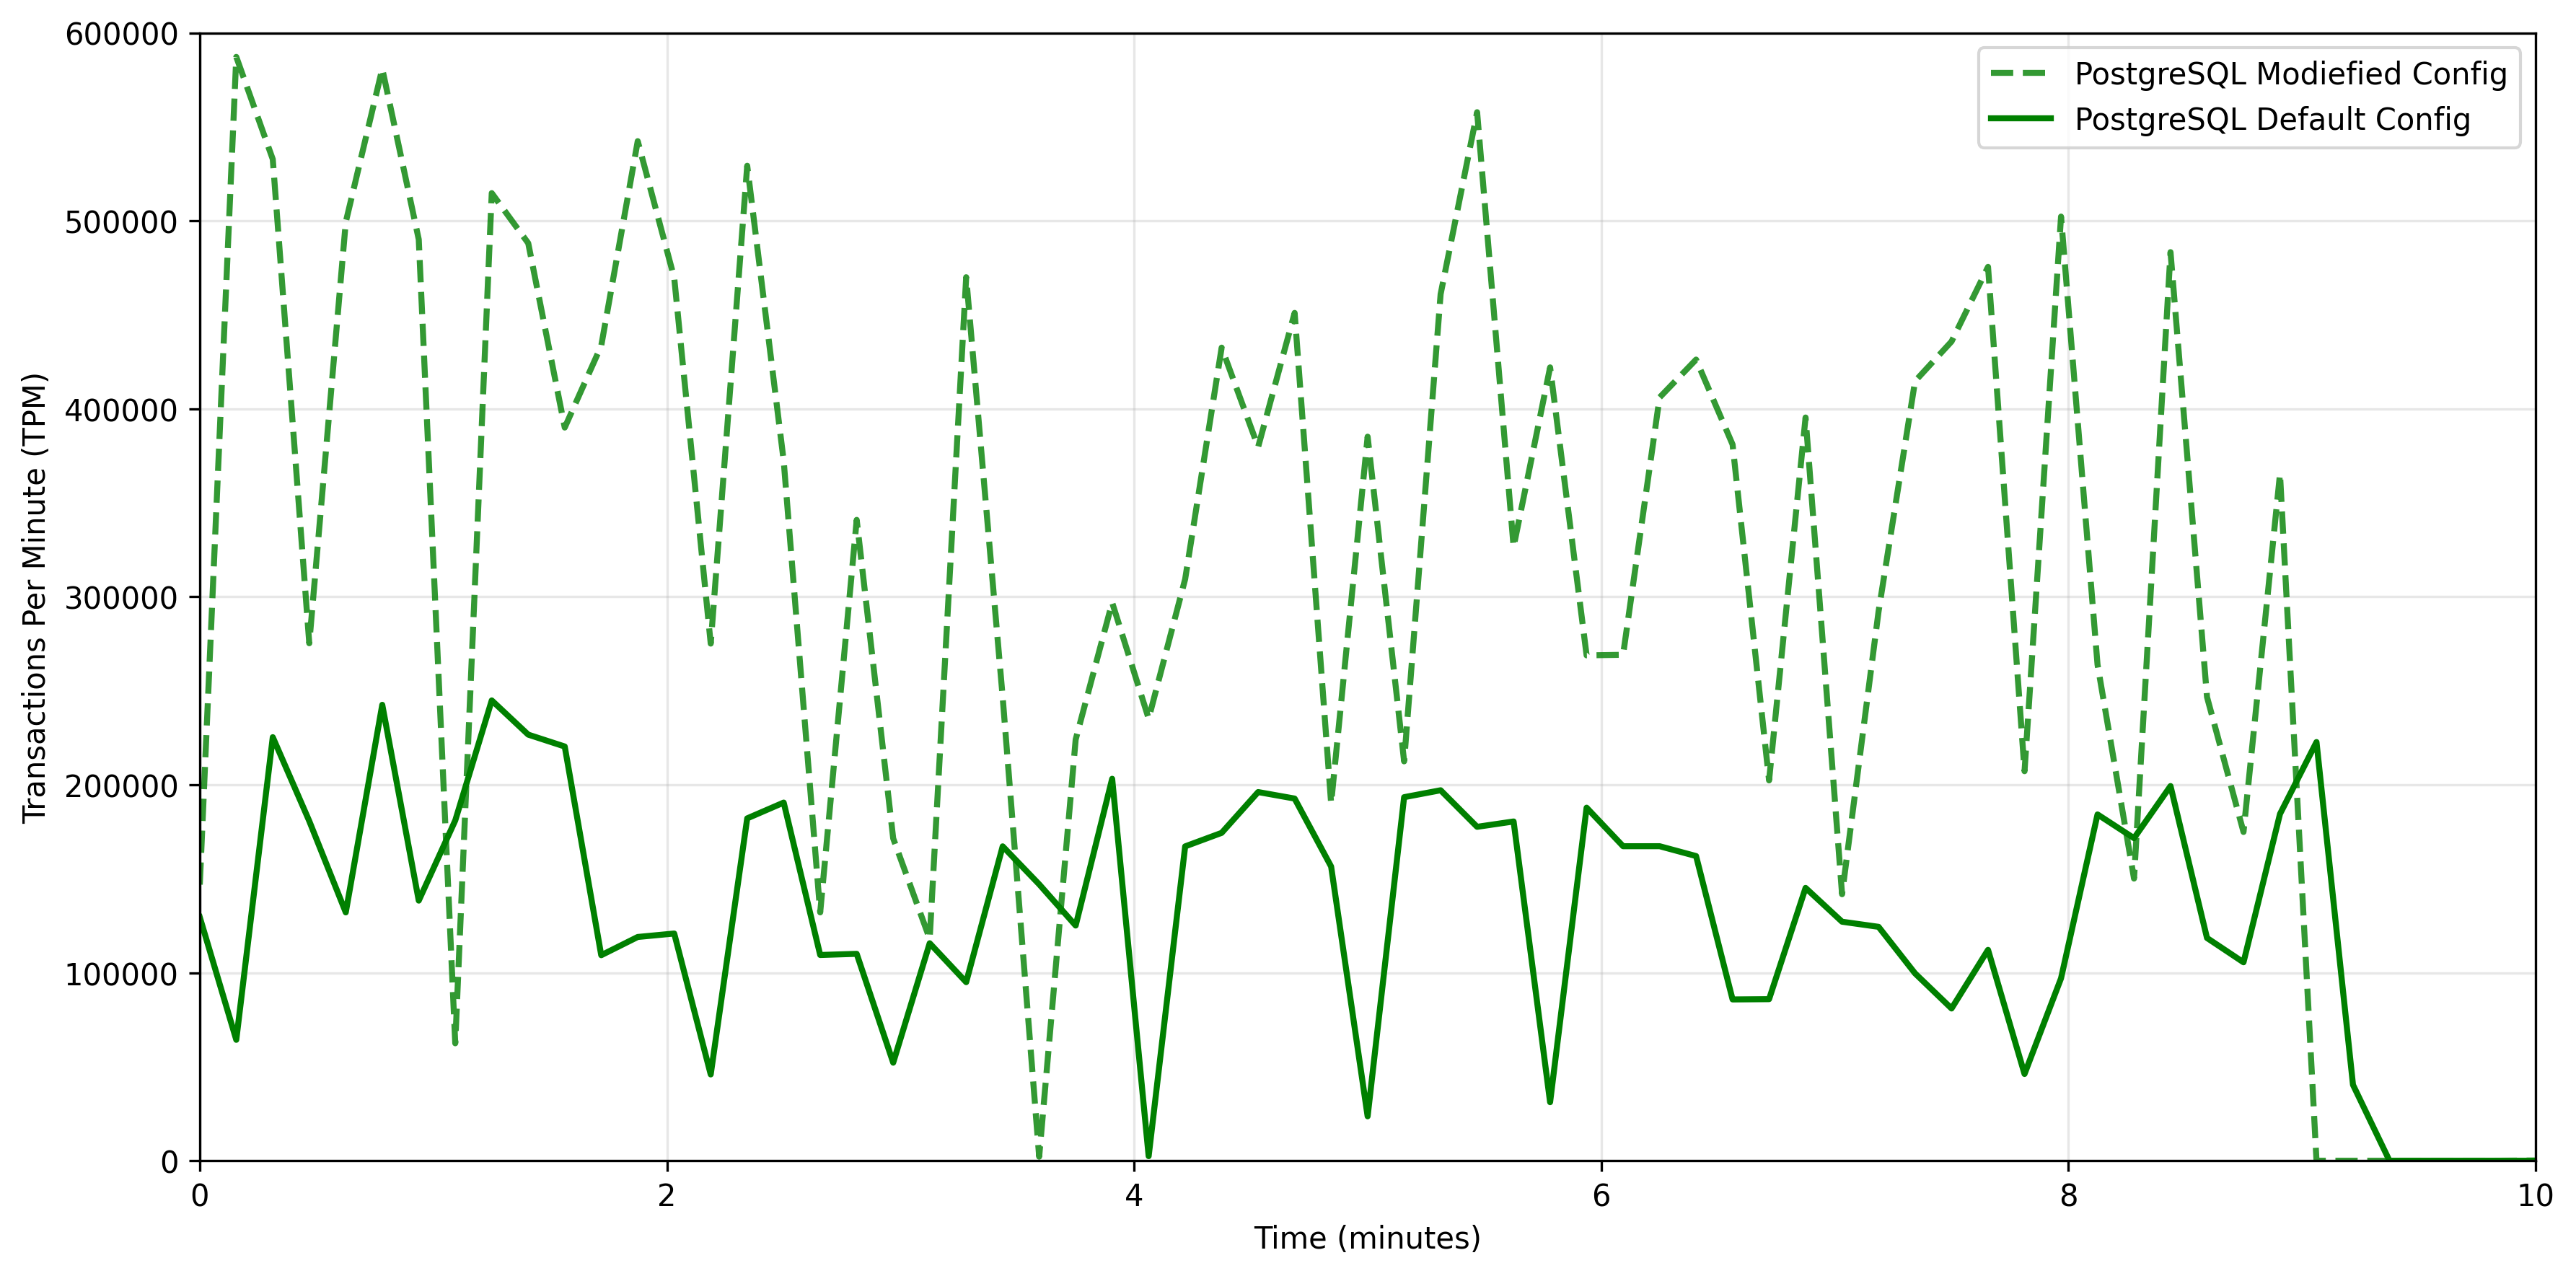 600000
500000
400000
300000
200000
100000
0
Transactions Per Minute (TPM)
PostgreSQL Modiefied Config
PostgreSQL Default Config
0 2 4 6 8 10
Time (minutes)